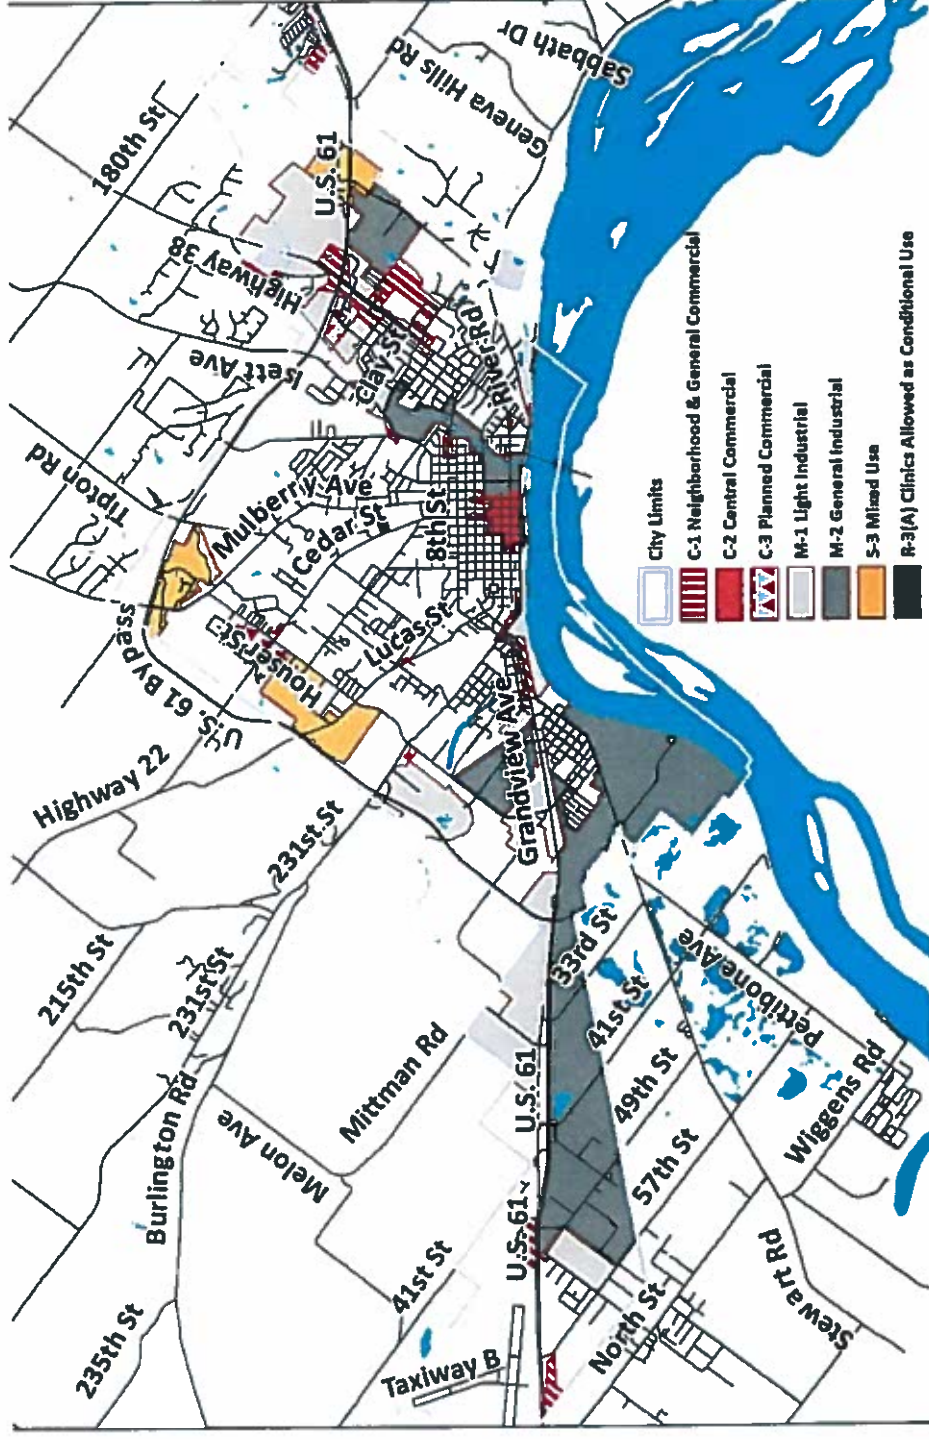 Sabbath Dr
Geneva Hills Rd
180th St
U.S. 61
Highway 38
Isett Ave
Clay St
River Rd
Tipton Rd
Mulberry Ave
Cedar St
8th St
U.S. 61 Bypass
Houser St
Lucas St
Grandview Ave
Highway 22
231st St
215th St
231st St
33rd St
41st St
Pettibone Ave
Burlington Rd
Melon Ave
Mittman Rd
U.S. 61
49th St
57th St
Wiggens Rd
U.S. 61
235th St
41st St
Taxiway B
North St
Stewart Rd
City Limits
C-1 Neighborhood & General Commercial
C-2 Central Commercial
C-3 Planned Commercial
M-1 Light Industrial
M-2 General Industrial
S-3 Mixed Use
R-3(A) Clinics Allowed as Conditional Use